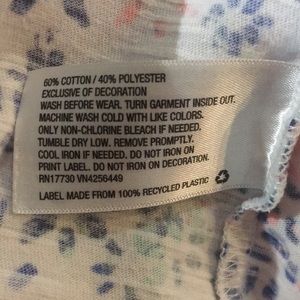 60% COTTON / 40% POLYESTER
EXCLUSIVE OF DECORATION
WASH BEFORE WEAR. TURN GARMENT INSIDE OUT.
MACHINE WASH COLD WITH LIKE COLORS.
ONLY NON-CHLORINE BLEACH IF NEEDED.
TUMBLE DRY LOW. REMOVE PROMPTLY.
COOL IRON IF NEEDED. DO NOT IRON ON
PRINT LABEL. DO NOT IRON ON DECORATION.
RN17730 VN4256449
LABEL MADE FROM 100% RECYCLED PLASTIC